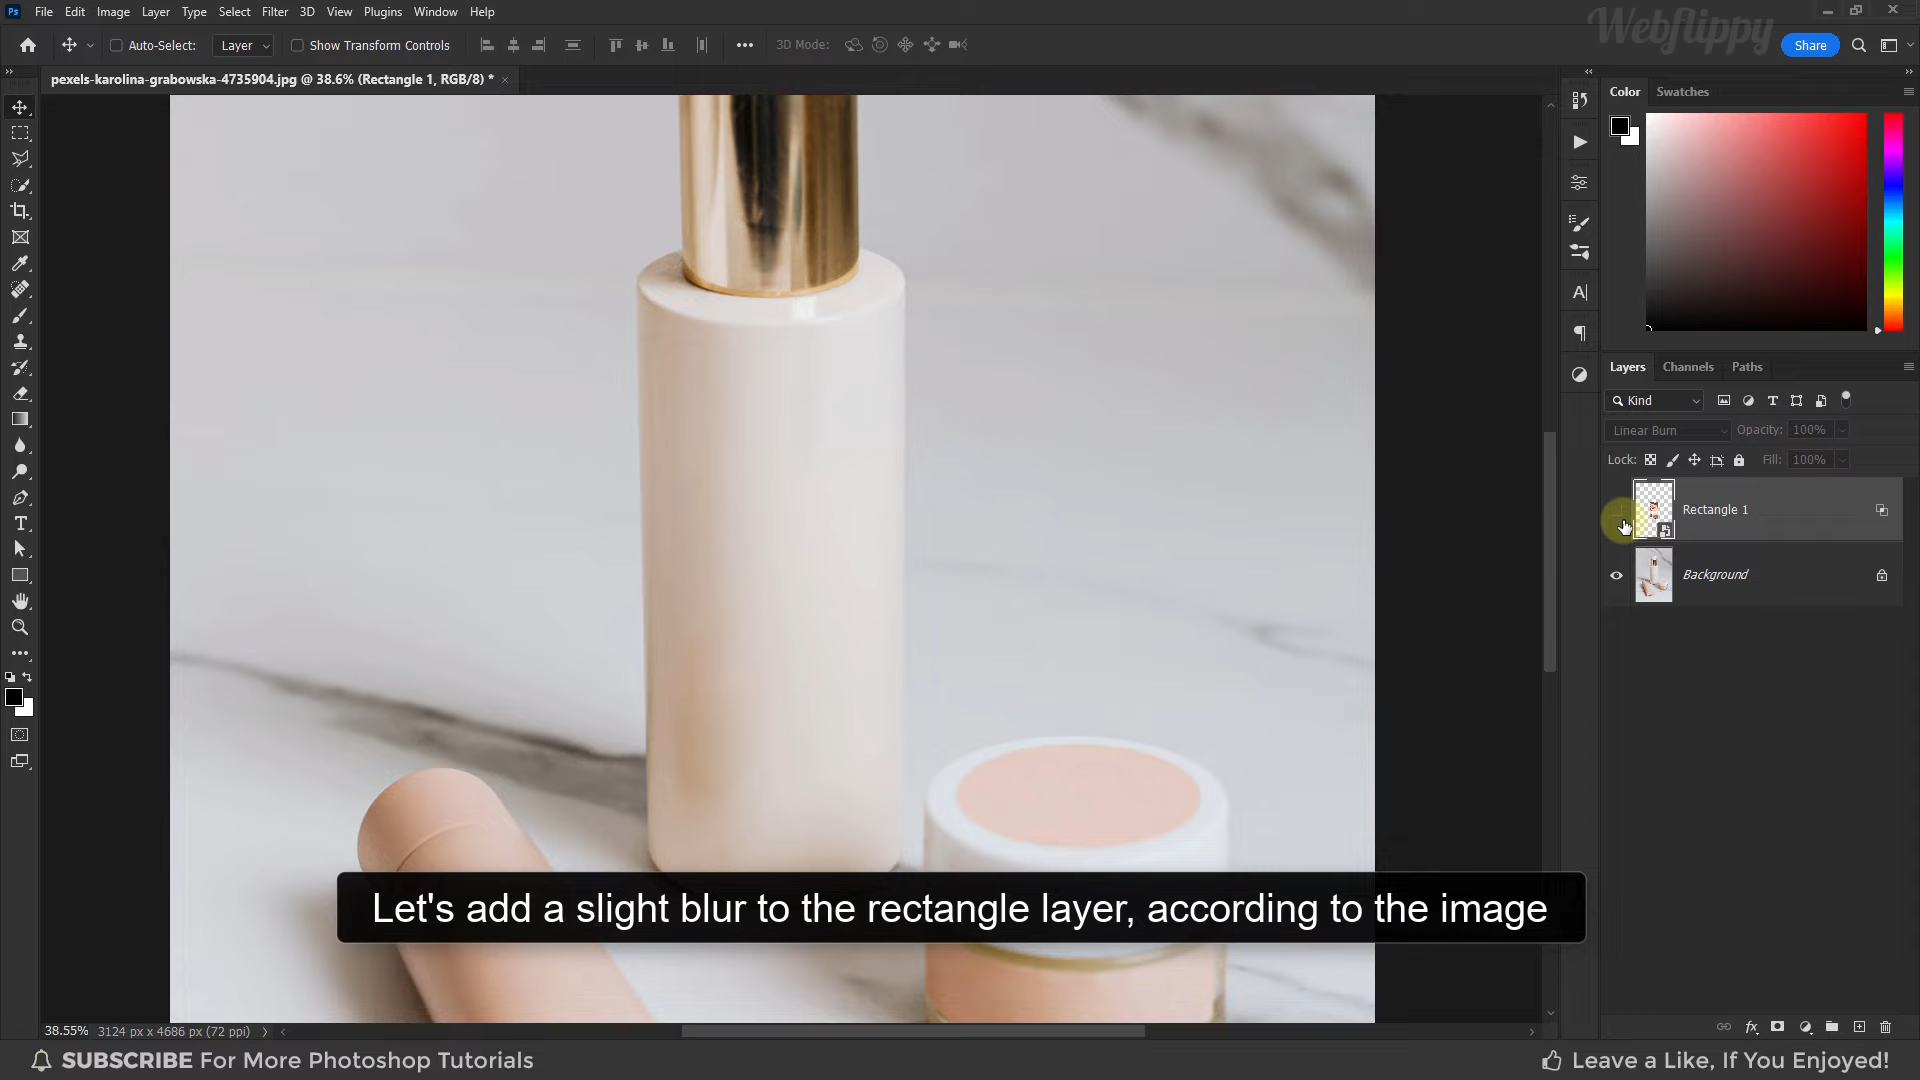 Ps File Edit Image Layer Type Select Filter 3D View Plugins Window Help
Webflippy
Auto-Select: Layer Show Transform Controls 3D Mode: Share
pexels-karolina-grabowska-4735904.jpg @ 38.6% (Rectangle 1, RGB/8) *
Color Swatches
Layers Channels Paths
Kind
Linear Burn Opacity: 100%
Lock: Fill: 100%
Rectangle 1
Background
Let's add a slight blur to the rectangle layer, according to the image
38.55% 3124 px x 4686 px (72 ppi)
SUBSCRIBE For More Photoshop Tutorials
Leave a Like, If You Enjoyed!